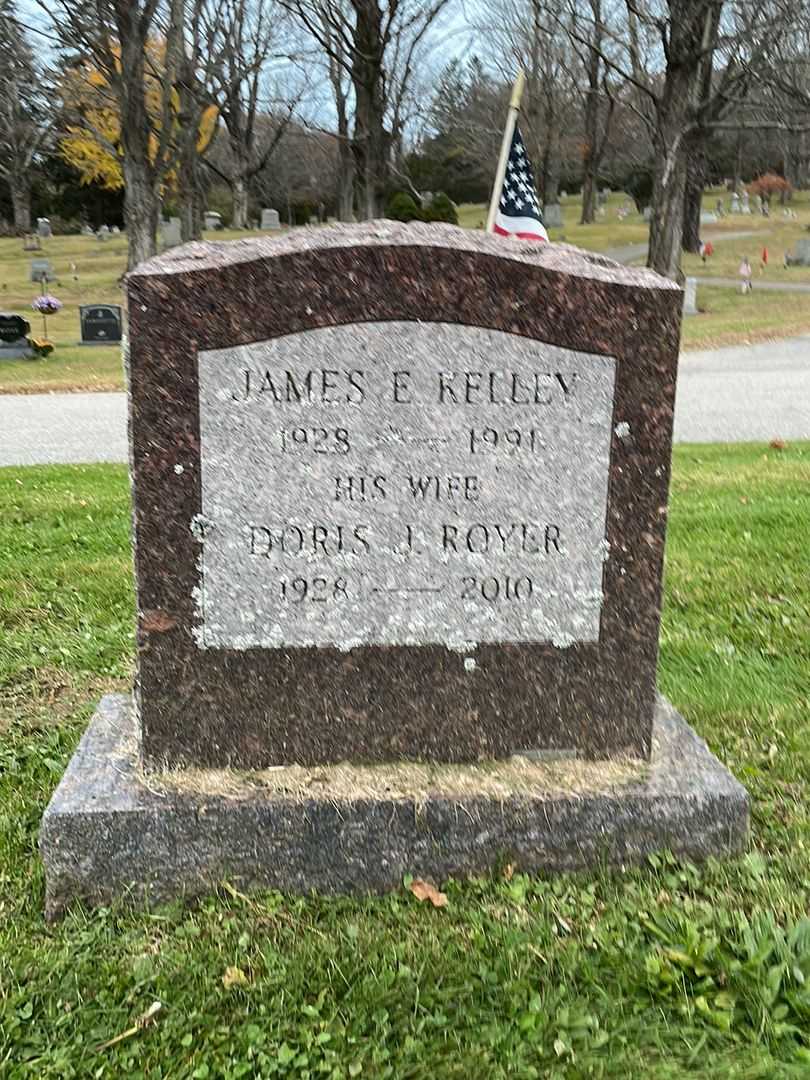 JAMES E. KELLEY
1928 — 1991
HIS WIFE
DORIS J. ROYER
1928 — 2010